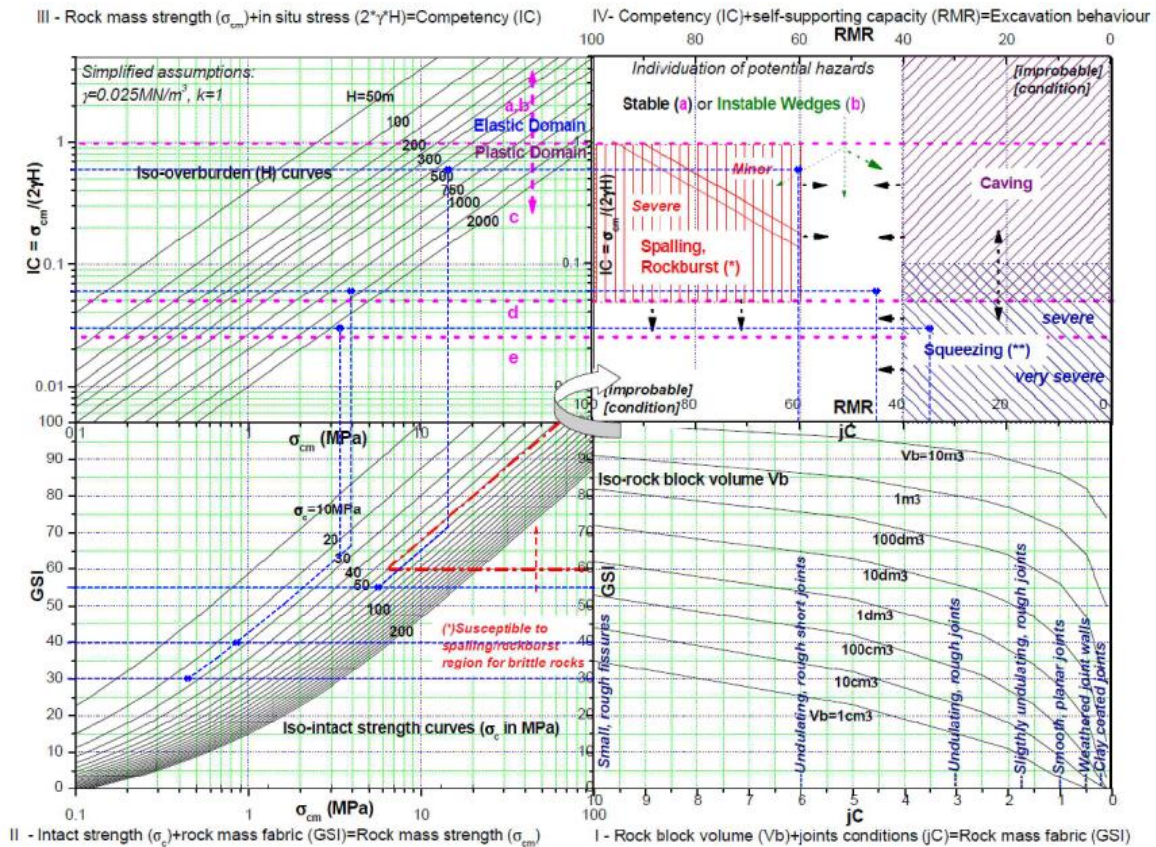 III - Rock mass strength (σcm)+in situ stress (2*γ*H)=Competency (IC)
IV- Competency (IC)+self-supporting capacity (RMR)=Excavation behaviour
100 80 60 RMR 40 20 0
Simplified assumptions:
γ=0.025MN/m³, k=1
H=50m
100
200
300
500
750
1000
2000
a,b
Elastic Domain
Plastic Domain
Iso-overburden (H) curves
c
d
e
IC = σcm/(2γH)
1
0.1
0.01
σcm (MPa)
1
10
Individuation of potential hazards
[improbable]
[condition]
Stable (a) or Instable Wedges (b)
1
Minor
Severe
Caving
Spalling,
Rockburst (*)
IC = σcm/(2γH)
0.1
severe
Squeezing (**)
very severe
[improbable]
[condition]
80 60 RMR 40 20 0
jC
100
90
80
70
60
50
40
30
20
10
0
GSI
σc=10MPa
20
30
40
50
100
200
(*)Susceptible to
spalling/rockburst
region for brittle rocks
Iso-intact strength curves (σc in MPa)
0.1 1 σcm (MPa) 10
GSI
Vb=10m3
Iso-rock block volume Vb
1m3
100dm3
10dm3
1dm3
100cm3
10cm3
Vb=1cm3
Small, rough fissures
---Undulating, rough short joints
---Undulating, rough joints
---Sligthly undulating, rough joints
---Smooth, planar joints
---Weathered joint walls
---Clay coated joints
10 9 8 7 6 5 4 3 2 1 0
jC
II - Intact strength (σc)+rock mass fabric (GSI)=Rock mass strength (σcm)
I - Rock block volume (Vb)+joints conditions (jC)=Rock mass fabric (GSI)